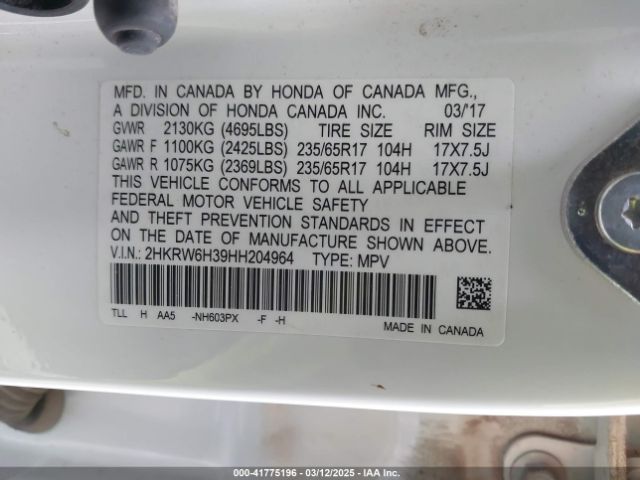 MFD. IN CANADA BY HONDA OF CANADA MFG.,
A DIVISION OF HONDA CANADA INC. 03/17
GVWR 2130KG (4695LBS) TIRE SIZE RIM SIZE
GAWR F 1100KG (2425LBS) 235/65R17 104H 17X7.5J
GAWR R 1075KG (2369LBS) 235/65R17 104H 17X7.5J
THIS VEHICLE CONFORMS TO ALL APPLICABLE
FEDERAL MOTOR VEHICLE SAFETY
AND THEFT PREVENTION STANDARDS IN EFFECT
ON THE DATE OF MANUFACTURE SHOWN ABOVE.
V.I.N.: 2HKRW6H39HH204964 TYPE: MPV
TLL H AA5 -NH603PX -F -H
MADE IN CANADA
000-41775196 - 03/12/2025 - IAA Inc.